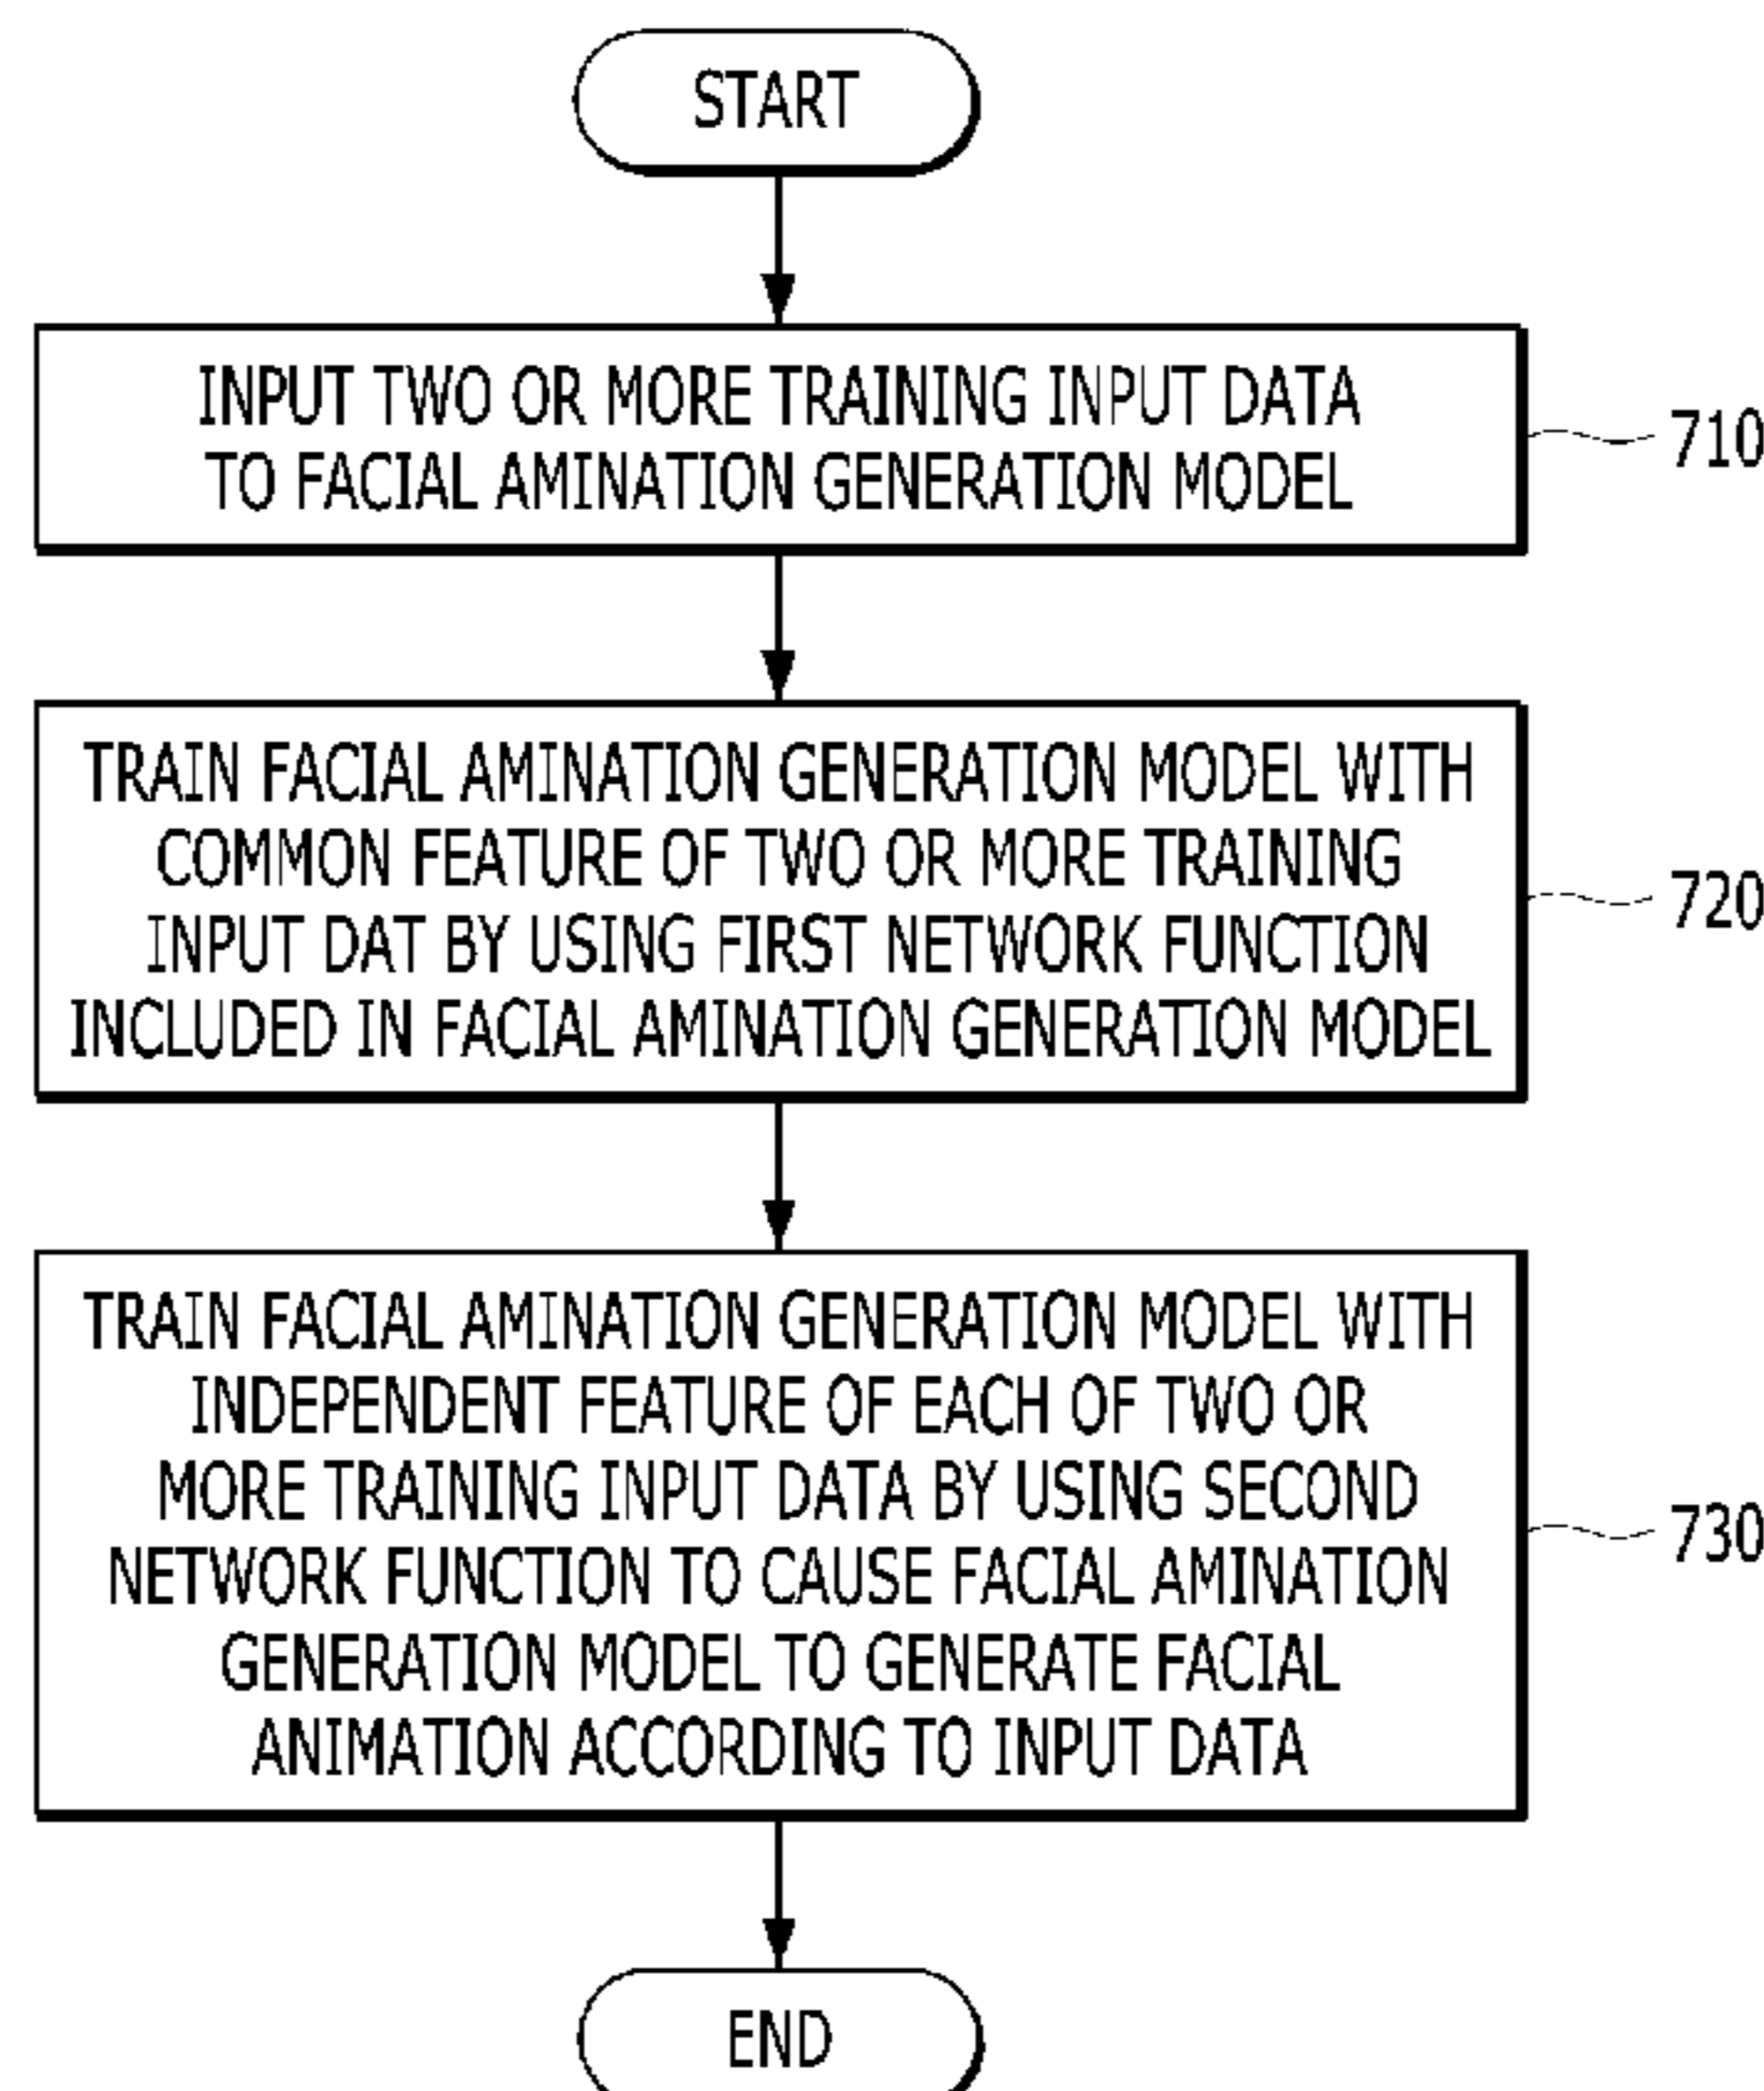 START
INPUT TWO OR MORE TRAINING INPUT DATA
TO FACIAL AMINATION GENERATION MODEL
710
TRAIN FACIAL AMINATION GENERATION MODEL WITH
COMMON FEATURE OF TWO OR MORE TRAINING
INPUT DAT BY USING FIRST NETWORK FUNCTION
INCLUDED IN FACIAL AMINATION GENERATION MODEL
720
TRAIN FACIAL AMINATION GENERATION MODEL WITH
INDEPENDENT FEATURE OF EACH OF TWO OR
MORE TRAINING INPUT DATA BY USING SECOND
NETWORK FUNCTION TO CAUSE FACIAL AMINATION
GENERATION MODEL TO GENERATE FACIAL
ANIMATION ACCORDING TO INPUT DATA
730
END